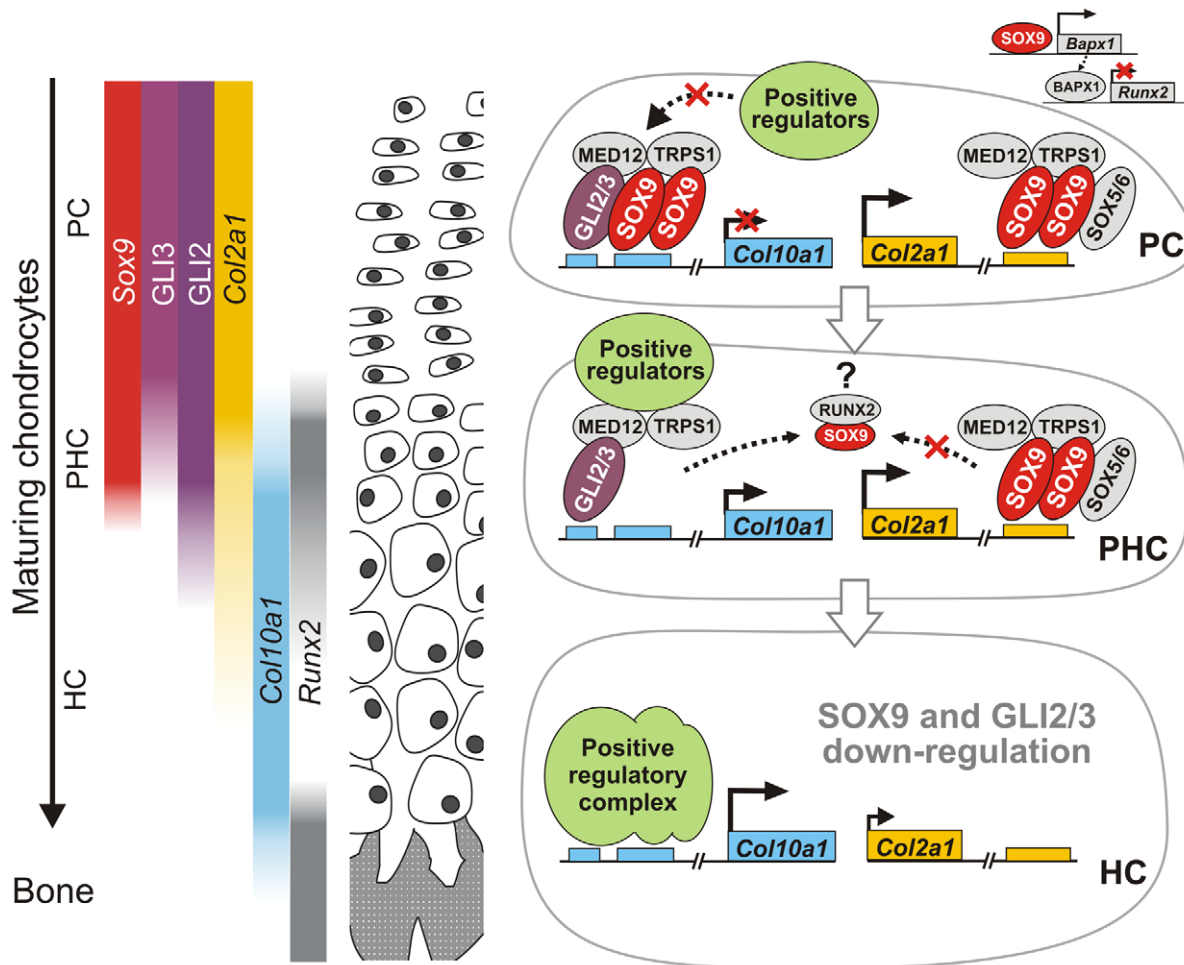 Maturing chondrocytes
PC
PHC
HC
Bone
Sox9
GLI3
GLI2
Col2a1
Col10a1
Runx2
SOX9
Bapx1
BAPX1
Runx2
Positive
regulators
MED12
TRPS1
GLI2/3
SOX9
SOX9
Col10a1
Col2a1
MED12
TRPS1
SOX9
SOX9
SOX5/6
PC
Positive
regulators
MED12
TRPS1
GLI2/3
?
RUNX2
SOX9
Col10a1
Col2a1
MED12
TRPS1
SOX9
SOX9
SOX5/6
PHC
SOX9 and GLI2/3
down-regulation
Positive
regulatory
complex
Col10a1
Col2a1
HC